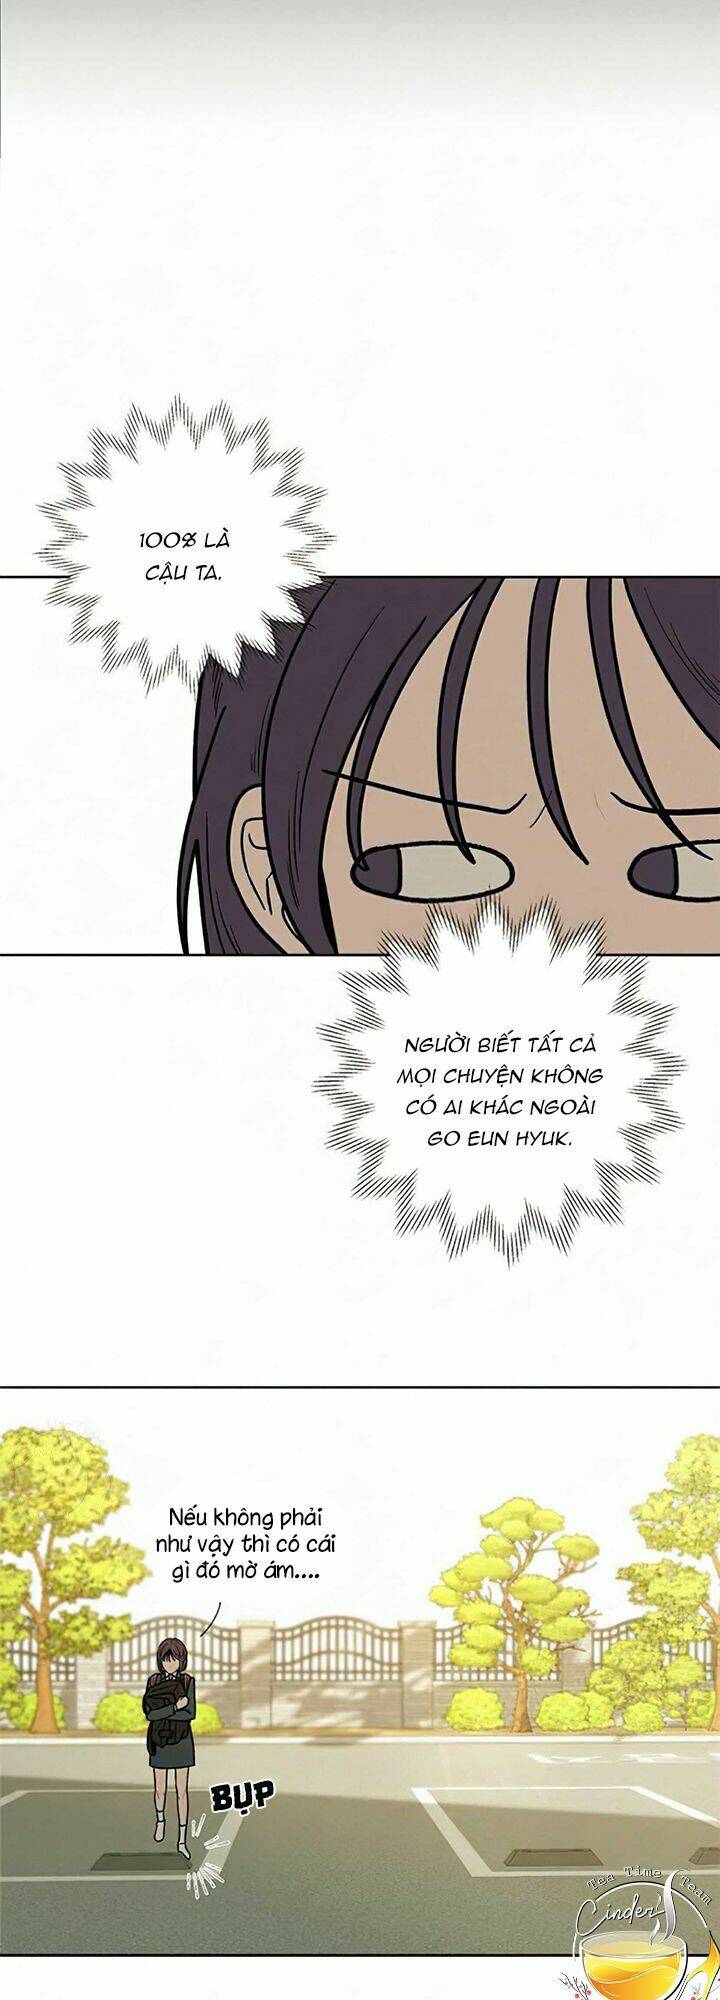 100% LÀ
CẬU TA.
NGƯỜI BIẾT TẤT CẢ
MỌI CHUYỆN KHÔNG
CÓ AI KHÁC NGOÀI
GO EUN HYUK.
Nếu không phải
như vậy thì có cái
gì đó mờ ám....
BỤP
Tea Time Team
Cinder